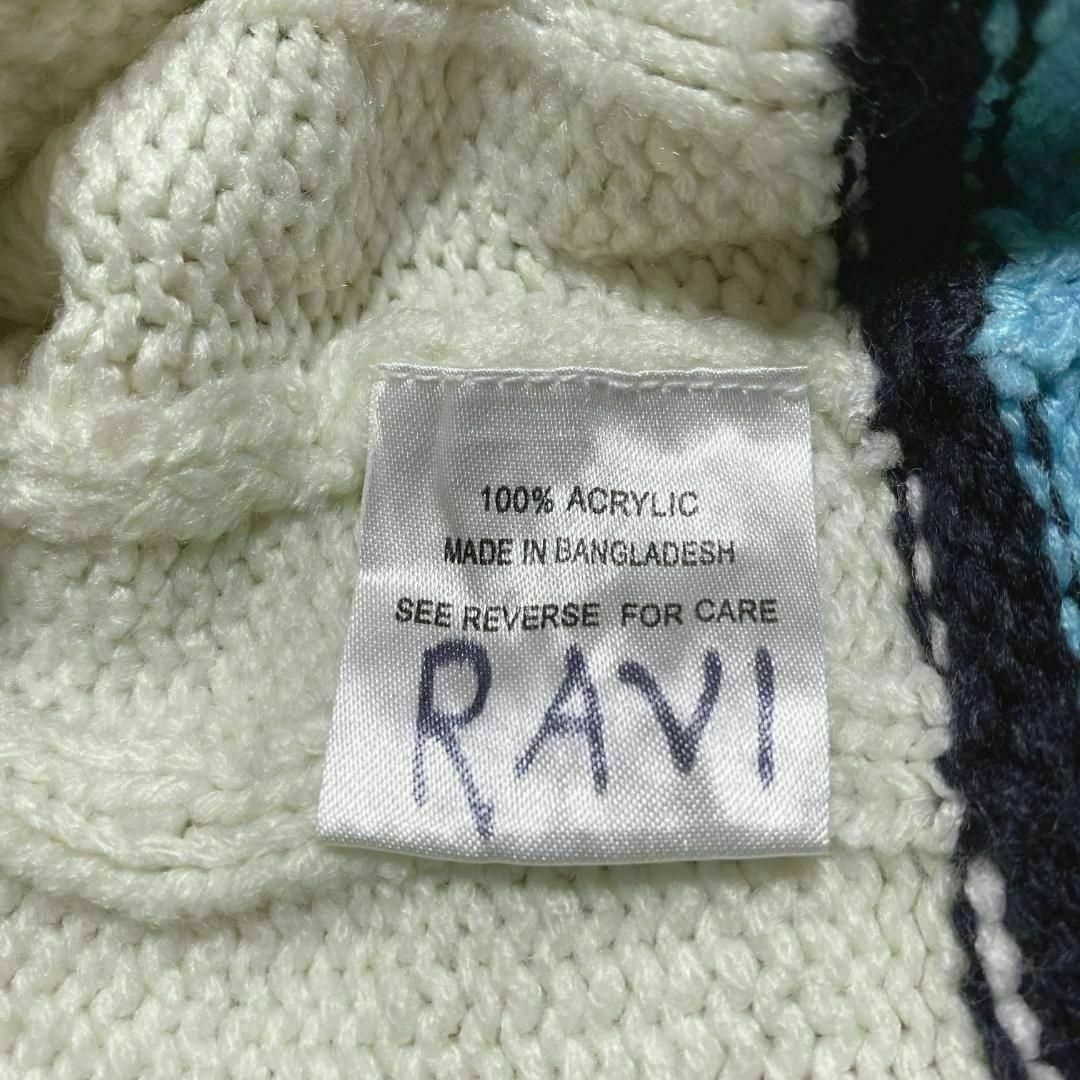 100% ACRYLIC
MADE IN BANGLADESH
SEE REVERSE FOR CARE
RAVI